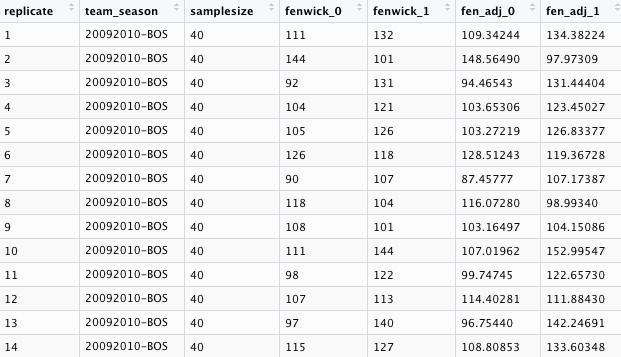 replicate team_season samplesize fenwick_0 fenwick_1 fen_adj_0 fen_adj_1
1 20092010-BOS 40 111 132 109.34244 134.38224
2 20092010-BOS 40 144 101 148.56490 97.97309
3 20092010-BOS 40 92 131 94.46543 131.44404
4 20092010-BOS 40 104 121 103.65306 123.45027
5 20092010-BOS 40 105 126 103.27219 126.83377
6 20092010-BOS 40 126 118 128.51243 119.36728
7 20092010-BOS 40 90 107 87.45777 107.17387
8 20092010-BOS 40 118 104 116.07280 98.99340
9 20092010-BOS 40 108 101 103.16497 104.15086
10 20092010-BOS 40 111 144 107.01962 152.99547
11 20092010-BOS 40 98 122 99.74745 122.65730
12 20092010-BOS 40 107 113 114.40281 111.88430
13 20092010-BOS 40 97 140 96.75440 142.24691
14 20092010-BOS 40 115 127 108.80853 133.60348